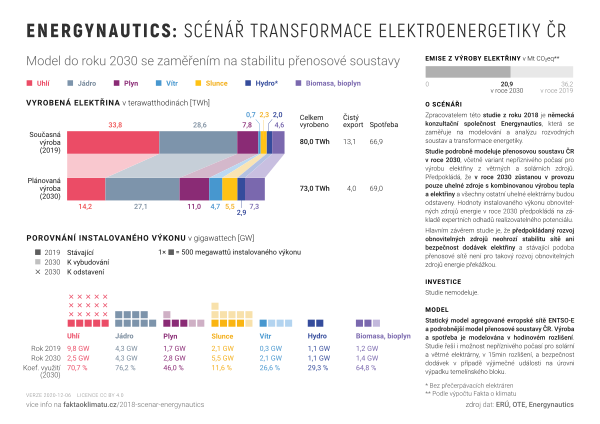 ENERGYNAUTICS: SCÉNÁŘ TRANSFORMACE ELEKTROENERGETIKY ČR
Model do roku 2030 se zaměřením na stabilitu přenosové soustavy
Uhlí Jádro Plyn Vítr Slunce Hydro* Biomasa, bioplyn
VYROBENÁ ELEKTŘINA v terawatthodinách [TWh]
Celkem vyrobeno Čistý export Spotřeba
33,8 28,6 7,8 0,7 2,3 2,0 4,6
Současná výroba (2019) 80,0 TWh 13,1 66,9
Plánovaná výroba (2030) 73,0 TWh 4,0 69,0
14,2 27,1 11,0 4,7 5,5 2,9 7,3
POROVNÁNÍ INSTALOVANÉHO VÝKONU v gigawattech [GW]
2019 Stávající
2030 K vybudování
× 2030 K odstavení
1× = 500 megawattů instalovaného výkonu
Uhlí Jádro Plyn Slunce Vítr Hydro Biomasa, bioplyn
Rok 2019 9,8 GW 4,3 GW 1,7 GW 2,1 GW 0,3 GW 1,1 GW 1,2 GW
Rok 2030 2,5 GW 4,3 GW 2,8 GW 5,5 GW 2,1 GW 1,1 GW 1,4 GW
Koef. využití (2030) 70,7 % 76,2 % 46,0 % 11,6 % 26,6 % 29,3 % 64,8 %
VERZE 2020-12-06 LICENCE CC BY 4.0
více info na faktaoklimatu.cz/2018-scenar-energynautics
EMISE Z VÝROBY ELEKTŘINY v Mt CO₂eq**
0 20,9 36,2
v roce 2030 v roce 2019
O SCÉNÁŘI
Zpracovatelem této studie z roku 2018 je německá
konzultační společnost Energynautics, která se
zaměřuje na modelování a analýzu rozvodných
soustav a transformace energetiky.
Studie podrobně modeluje přenosovou soustavu ČR
v roce 2030, včetně variant nepříznivého počasí pro
výrobu elektřiny z větrných a solárních zdrojů.
Předpokládá, že v roce 2030 zůstanou v provozu
pouze uhelné zdroje s kombinovanou výrobou tepla
a elektřiny a všechny ostatní uhelné elektrárny budou
odstaveny. Hodnoty instalovaného výkonu obnovitel-
ných zdrojů energie v roce 2030 předpokládá na zá-
kladě expertních odhadů realizovatelného potenciálu.
Hlavním závěrem studie je, že předpokládaný rozvoj
obnovitelných zdrojů neohrozí stabilitu sítě ani
bezpečnost dodávek elektřiny a stávající podoba
přenosové sítě není pro takový rozvoj obnovitelných
zdrojů energie překážkou.
INVESTICE
Studie nemodeluje.
MODEL
Statický model agregované evropské sítě ENTSO-E
a podrobnější model přenosové soustavy ČR. Výroba
a spotřeba je modelována v hodinovém rozlišení.
Studie řeší i možnost nepříznivého počasí pro solární
a větrné elektrárny, v 15min rozlišení, a bezpečnost
dodávek v případě výjimečné události na úrovni
výpadku temelínského bloku.
* Bez přečerpávacích elektráren
** Podle výpočtu Fakta o klimatu
zdroj dat: ERÚ, OTE, Energynautics